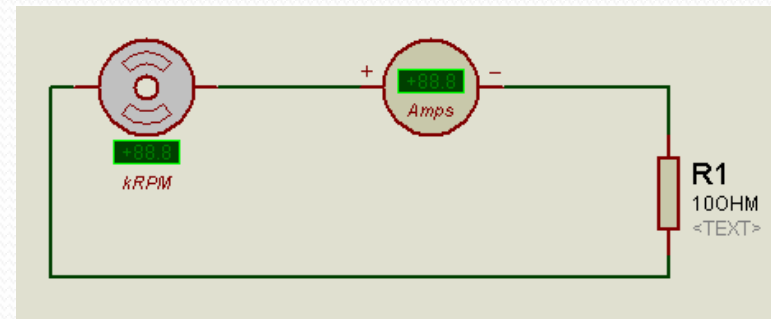 + +88.8 −
Amps
+88.8
kRPM
R1
10OHM
<TEXT>